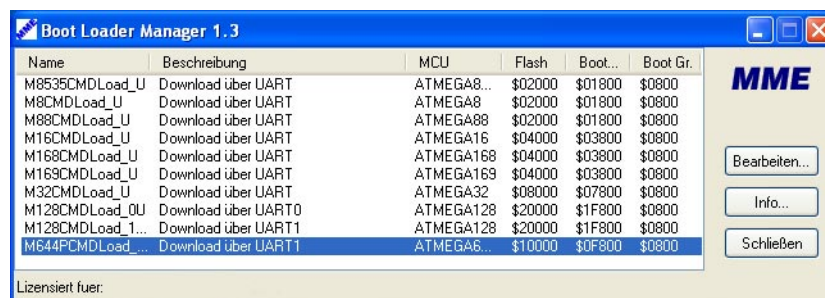 Boot Loader Manager 1.3
Name Beschreibung MCU Flash Boot... Boot Gr.
M8535CMDLoad_U Download über UART ATMEGA8... $02000 $01800 $0800
M8CMDLoad_U Download über UART ATMEGA8 $02000 $01800 $0800
M88CMDLoad_U Download über UART ATMEGA88 $02000 $01800 $0800
M16CMDLoad_U Download über UART ATMEGA16 $04000 $03800 $0800
M168CMDLoad_U Download über UART ATMEGA168 $04000 $03800 $0800
M169CMDLoad_U Download über UART ATMEGA169 $04000 $03800 $0800
M32CMDLoad_U Download über UART ATMEGA32 $08000 $07800 $0800
M128CMDLoad_0U Download über UART0 ATMEGA128 $20000 $1F800 $0800
M128CMDLoad_1... Download über UART1 ATMEGA128 $20000 $1F800 $0800
M644PCMDLoad_... Download über UART1 ATMEGA6... $10000 $0F800 $0800
MME
Bearbeiten...
Info...
Schließen
Lizensiert fuer: